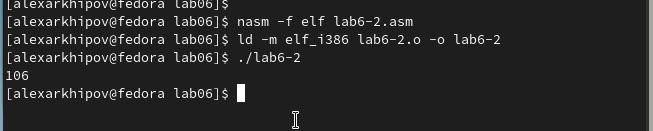 [alexarkhipov@fedora lab06]$
[alexarkhipov@fedora lab06]$ nasm -f elf lab6-2.asm
[alexarkhipov@fedora lab06]$ ld -m elf_i386 lab6-2.o -o lab6-2
[alexarkhipov@fedora lab06]$ ./lab6-2
106
[alexarkhipov@fedora lab06]$